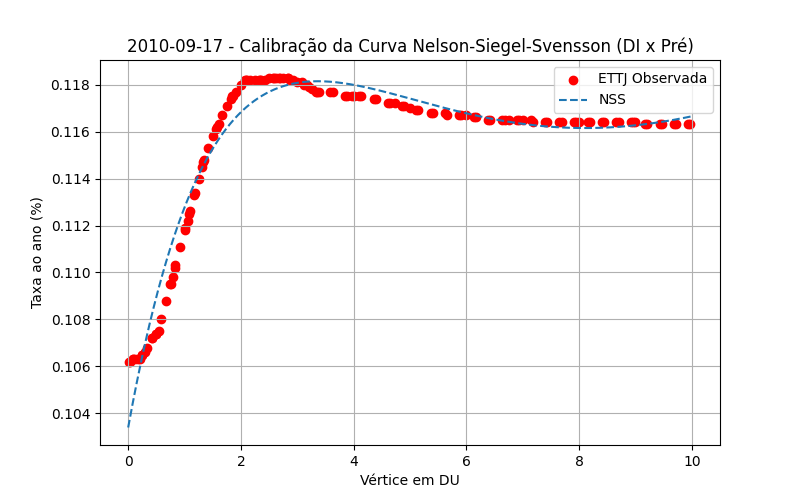 2010-09-17 - Calibração da Curva Nelson-Siegel-Svensson (DI x Pré)
ETTJ Observada
NSS
Taxa ao ano (%)
0.118
0.116
0.114
0.112
0.110
0.108
0.106
0.104
0 2 4 6 8 10
Vértice em DU